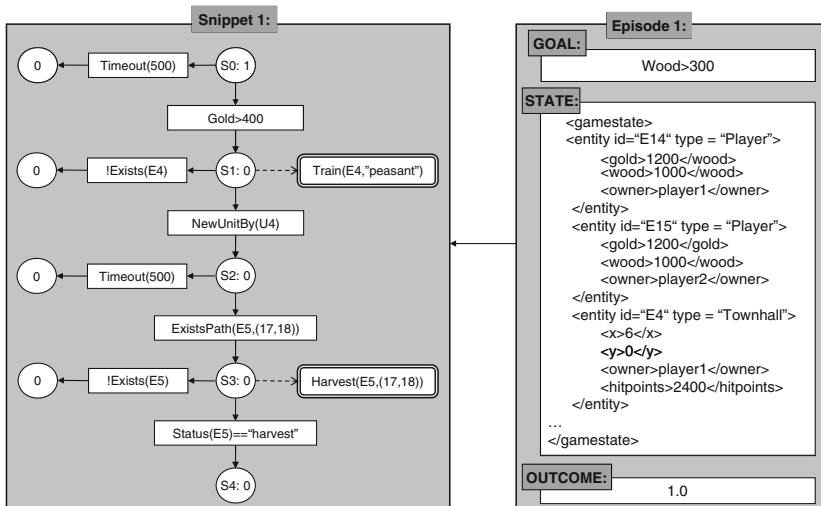 Snippet 1:
0
Timeout(500)
S0: 1
Gold>400
0
!Exists(E4)
S1: 0
Train(E4,"peasant")
NewUnitBy(U4)
0
Timeout(500)
S2: 0
ExistsPath(E5,(17,18))
0
!Exists(E5)
S3: 0
Harvest(E5,(17,18))
Status(E5)==“harvest”
S4: 0
Episode 1:
GOAL:
Wood>300
STATE:
<gamestate>
<entity id=“E14“ type = “Player”>
<gold>1200</wood>
<wood>1000</wood>
<owner>player1</owner>
</entity>
<entity id=“E15“ type = “Player”>
<gold>1200</gold>
<wood>1000</wood>
<owner>player2</owner>
</entity>
<entity id=“E4“ type = “Townhall”>
<x>6</x>
<y>0</y>
<owner>player1</owner>
<hitpoints>2400</hitpoints>
</entity>
…
</gamestate>
OUTCOME:
1.0